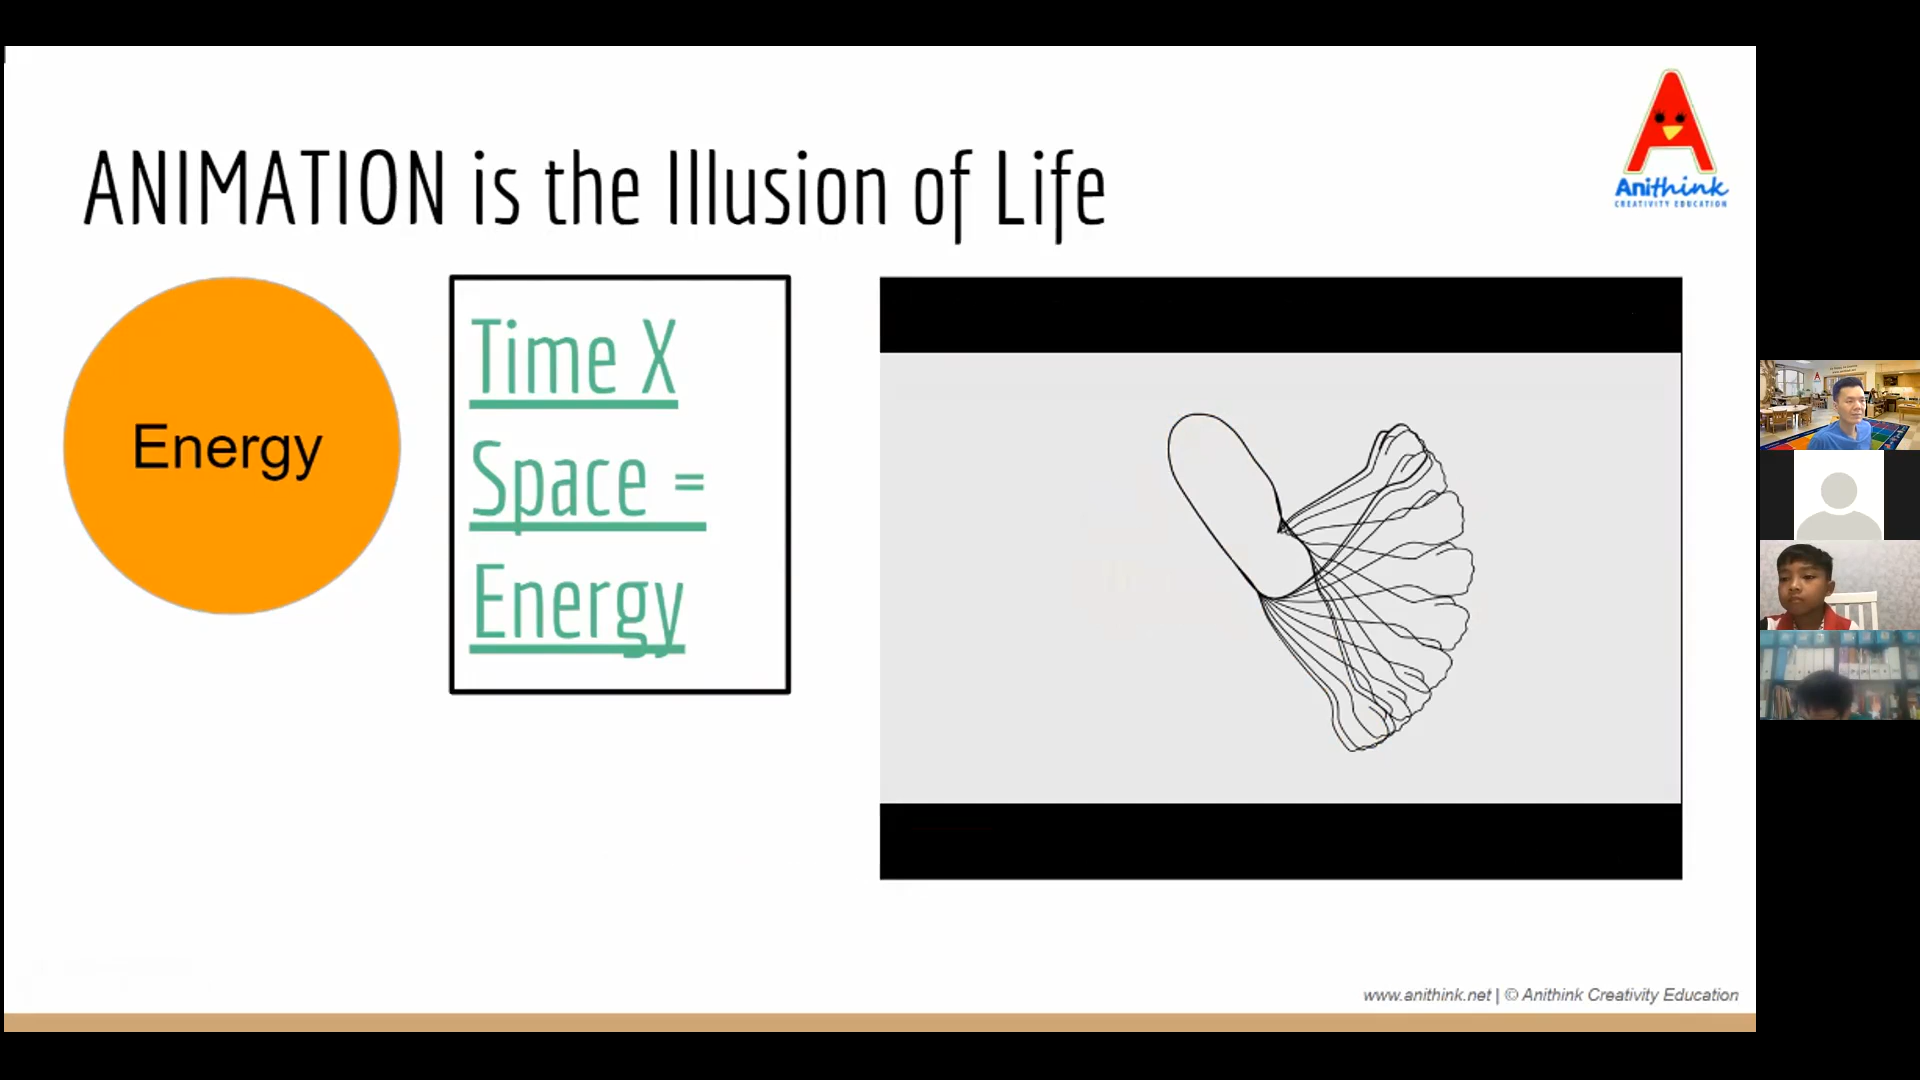 ANIMATION is the Illusion of Life
Anithink
CREATIVITY EDUCATION
Energy
Time X
Space =
Energy
www.anithink.net | © Anithink Creativity Education